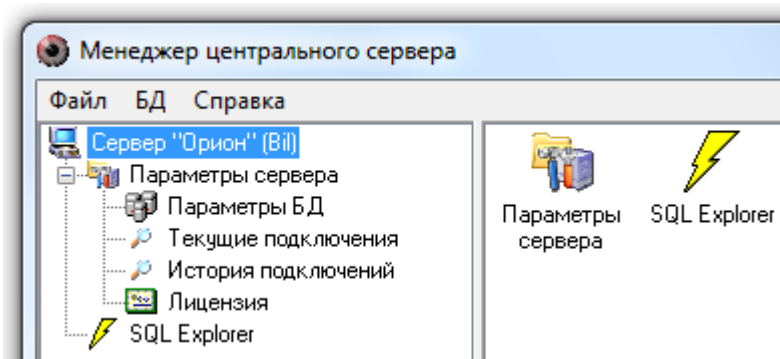 Менеджер центрального сервера
Файл БД Справка
Сервер "Орион" (Bil)
Параметры сервера
Параметры БД
Текущие подключения
История подключений
Лицензия
SQL Explorer
Параметры
сервера
SQL Explorer